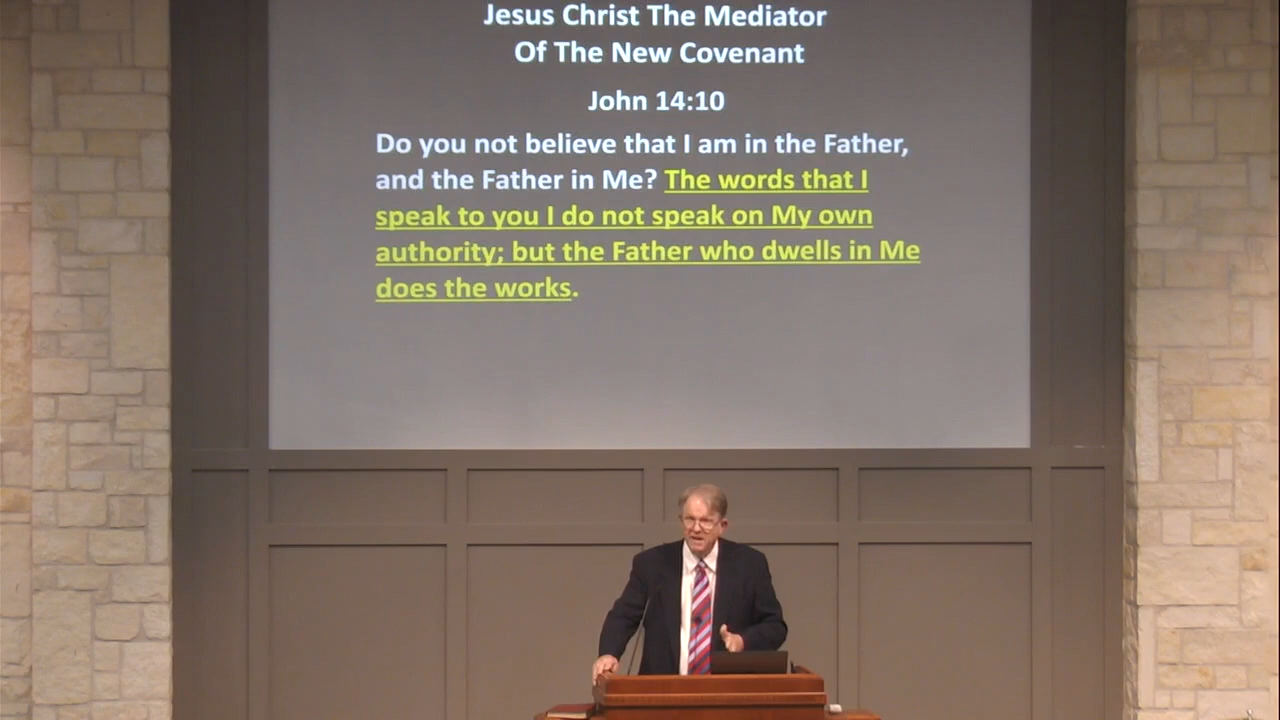 Jesus Christ The Mediator
Of The New Covenant
John 14:10
Do you not believe that I am in the Father,
and the Father in Me? The words that I
speak to you I do not speak on My own
authority; but the Father who dwells in Me
does the works.